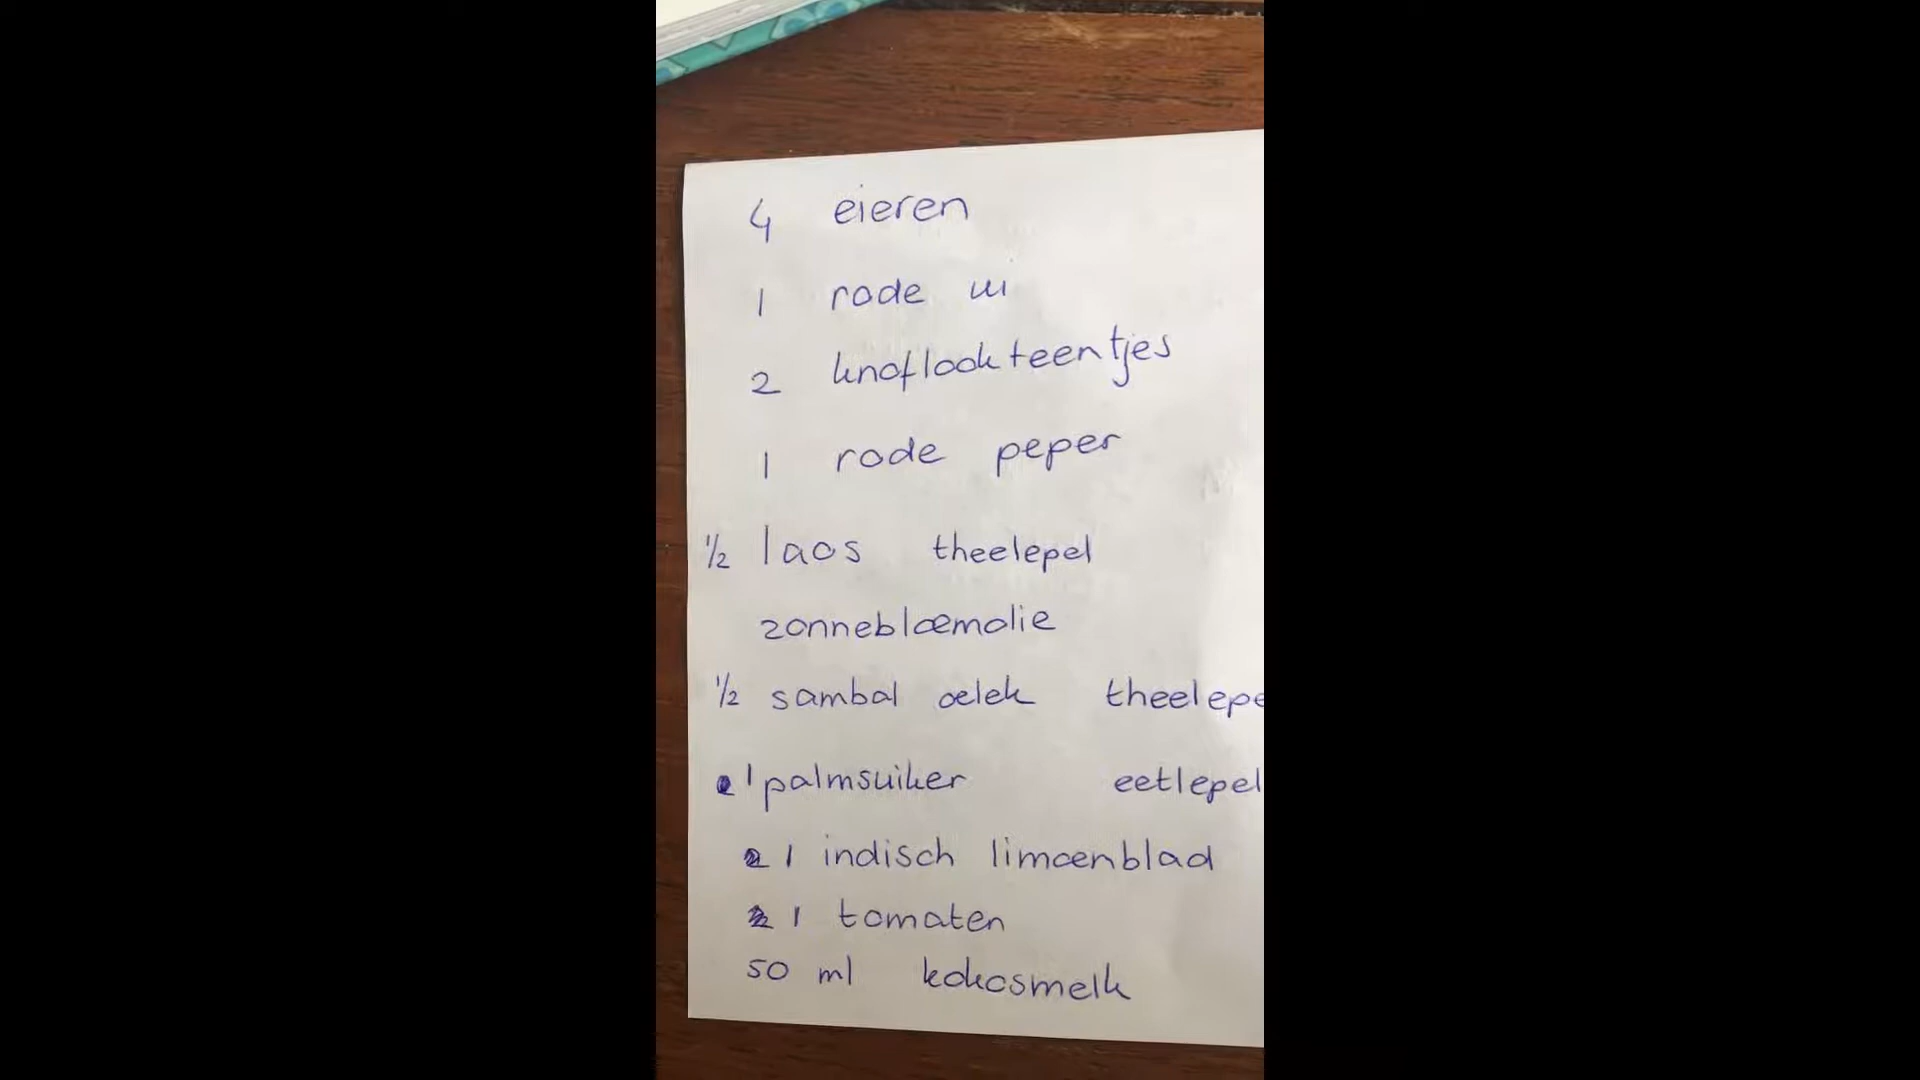 4 eieren
1 rode ui
2 knoflookteentjes
1 rode peper
1/2 laos theelepel
zonnebloemolie
1/2 sambal oelek theelepe
1 palmsuiker eetlepel
1 indisch limoenblad
1 tomaten
50 ml kokosmelk